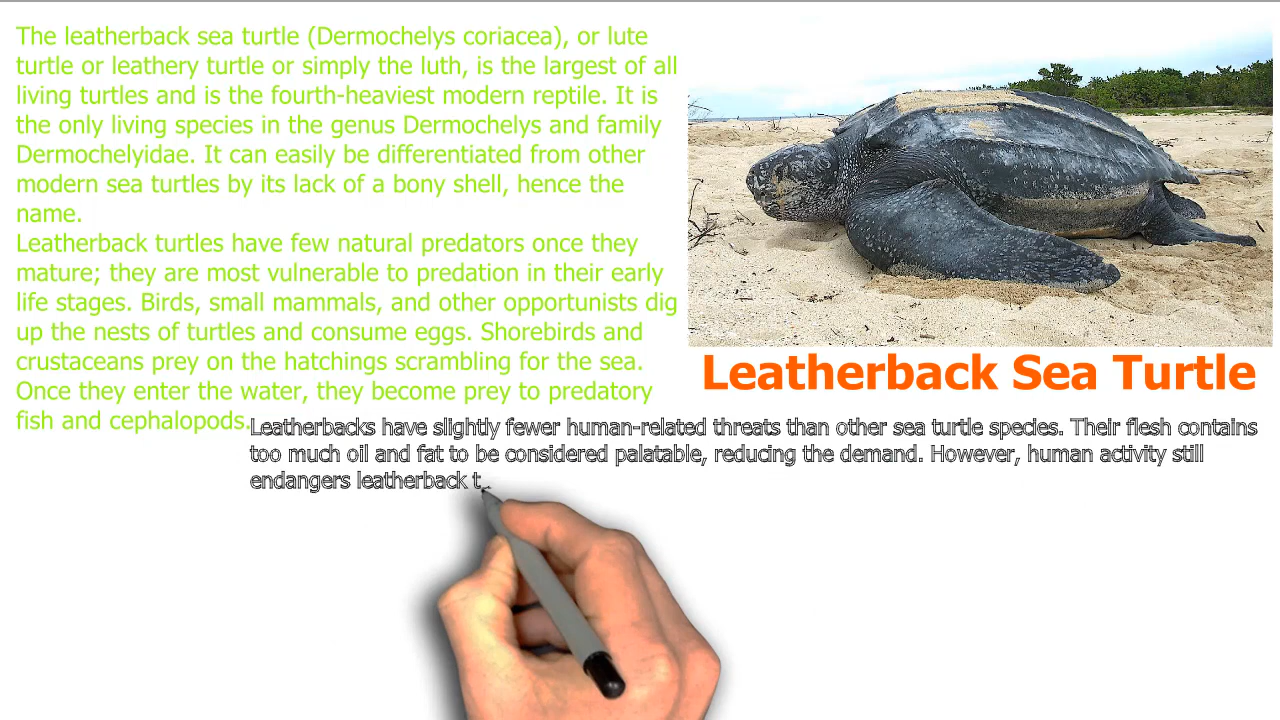 The leatherback sea turtle (Dermochelys coriacea), or lute
turtle or leathery turtle or simply the luth, is the largest of all
living turtles and is the fourth-heaviest modern reptile. It is
the only living species in the genus Dermochelys and family
Dermochelyidae. It can easily be differentiated from other
modern sea turtles by its lack of a bony shell, hence the
name.
Leatherback turtles have few natural predators once they
mature; they are most vulnerable to predation in their early
life stages. Birds, small mammals, and other opportunists dig
up the nests of turtles and consume eggs. Shorebirds and
crustaceans prey on the hatchings scrambling for the sea.
Once they enter the water, they become prey to predatory
fish and cephalopods.
Leatherback Sea Turtle
Leatherbacks have slightly fewer human-related threats than other sea turtle species. Their flesh contains
too much oil and fat to be considered palatable, reducing the demand. However, human activity still
endangers leatherback t